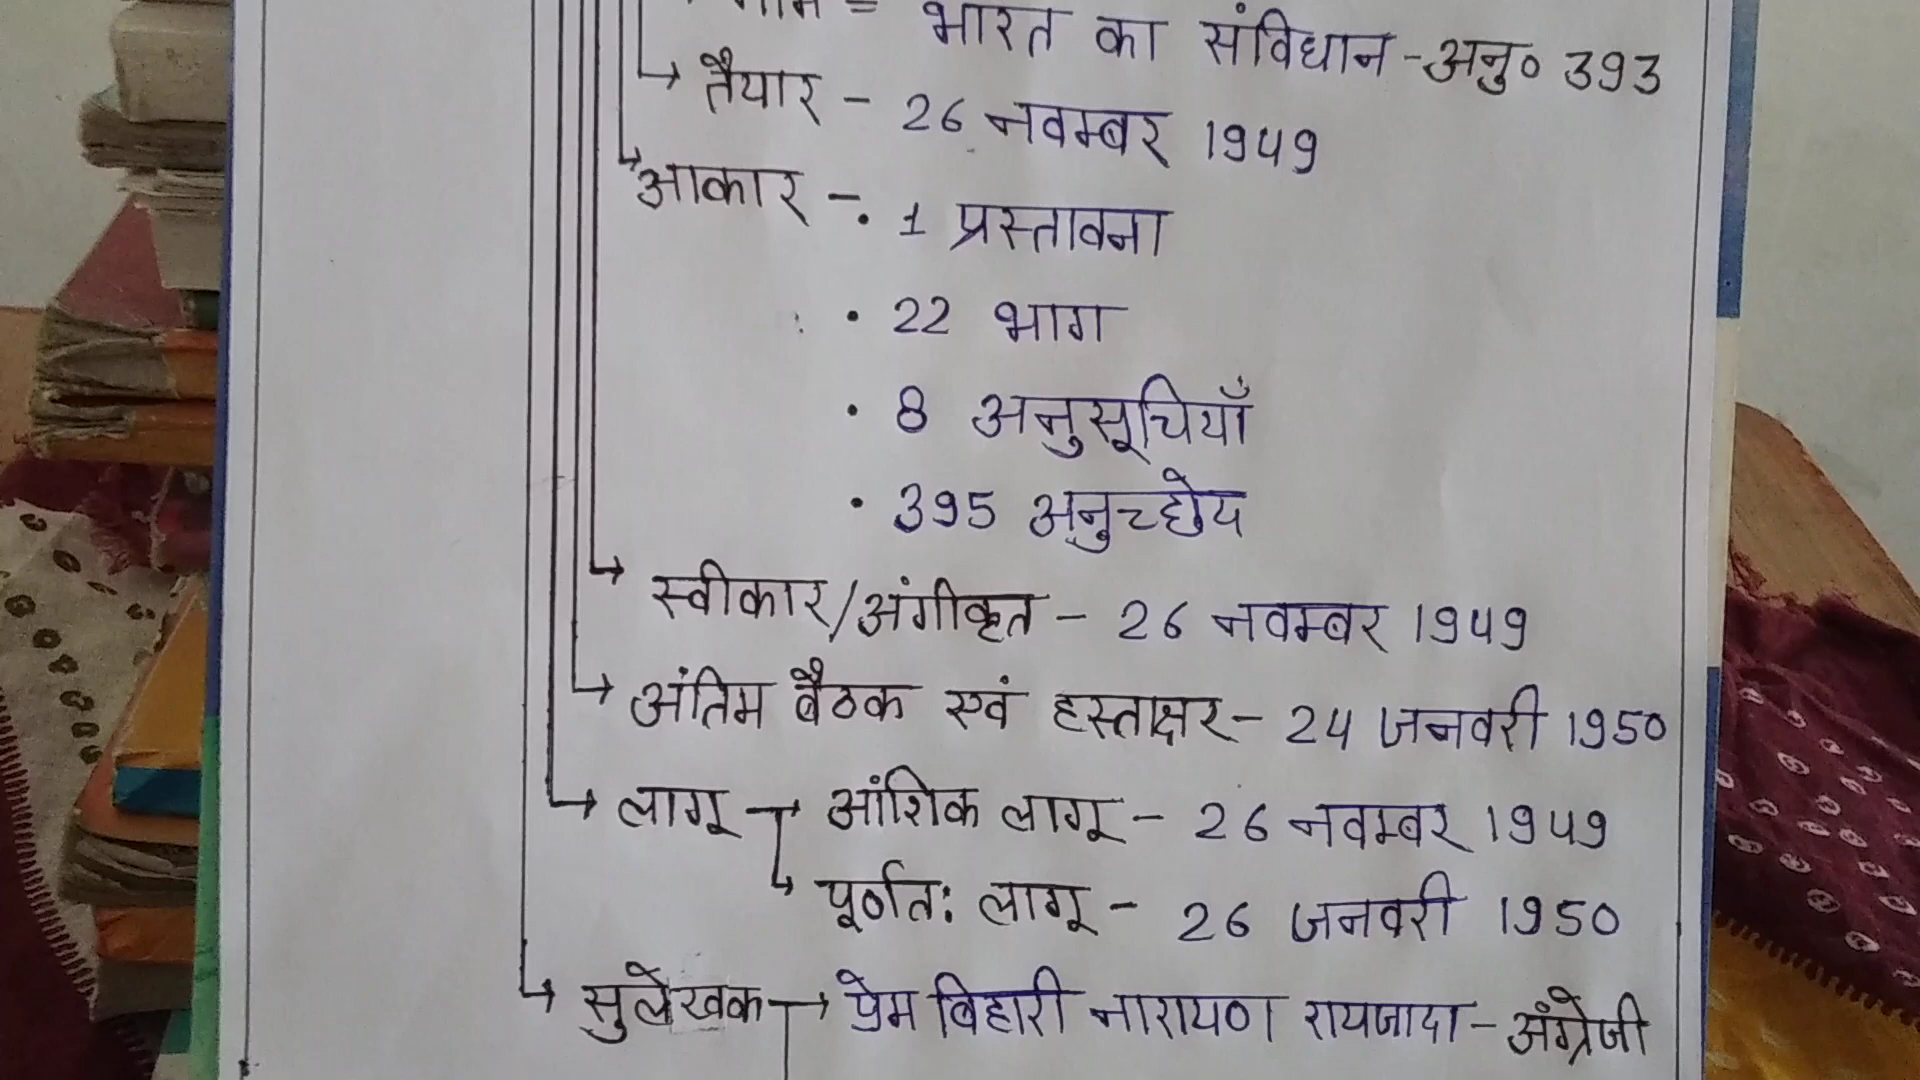 नाम = भारत का संविधान -अनु० 393
तैयार - 26 नवम्बर 1949
आकार - • 1 प्रस्तावना
• 22 भाग
• 8 अनुसूचियाँ
• 395 अनुच्छेय
स्वीकार/अंगीकृत - 26 नवम्बर 1949
अंतिम बैठक एवं हस्ताक्षर - 24 जनवरी 1950
लागू → आंशिक लागू - 26 नवम्बर 1949
पूर्णत: लागू - 26 जनवरी 1950
सुलेखक → प्रेम बिहारी नारायण रायजादा - अंग्रेजी